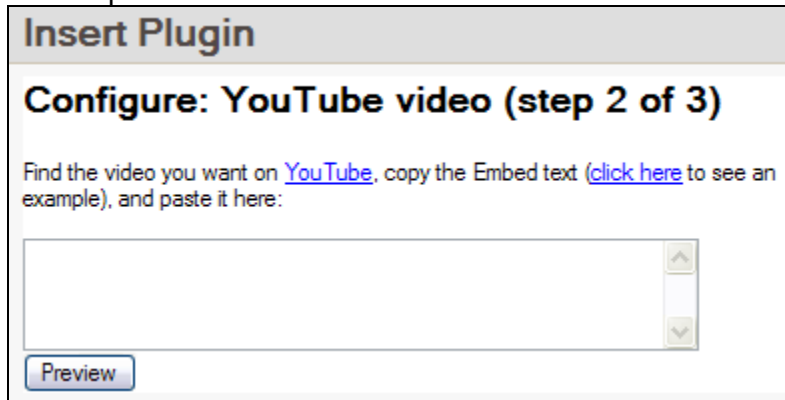 Insert Plugin
Configure: YouTube video (step 2 of 3)
Find the video you want on YouTube, copy the Embed text (click here to see an
example), and paste it here:
Preview